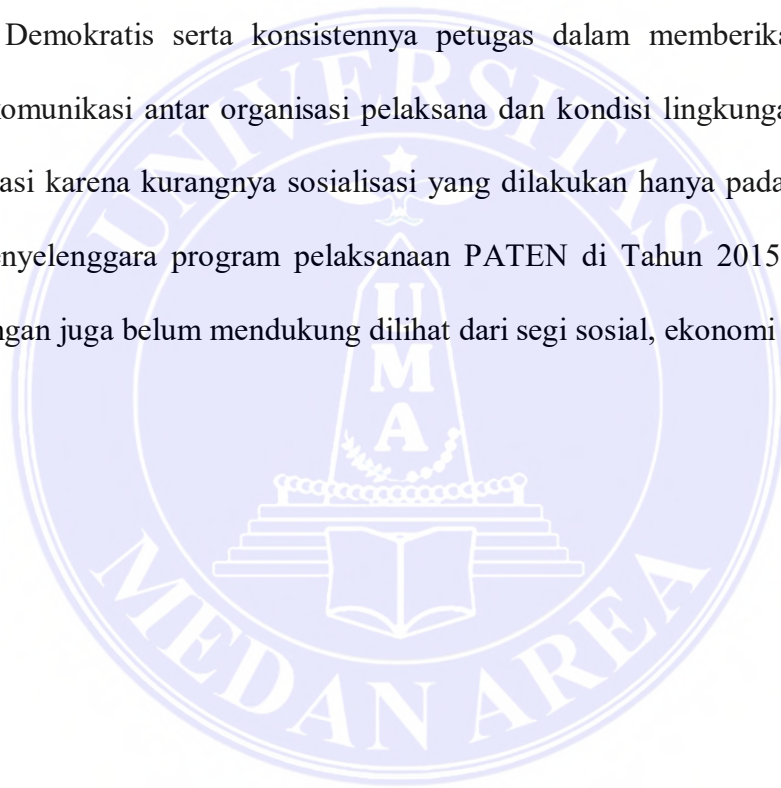 Demokratis serta konsistennya petugas dalam memberika
komunikasi antar organisasi pelaksana dan kondisi lingkunga
asi karena kurangnya sosialisasi yang dilakukan hanya pada
enyelenggara program pelaksanaan PATEN di Tahun 2015
ngan juga belum mendukung dilihat dari segi sosial, ekonomi
UNIVERSITAS
UMA
MEDAN AREA